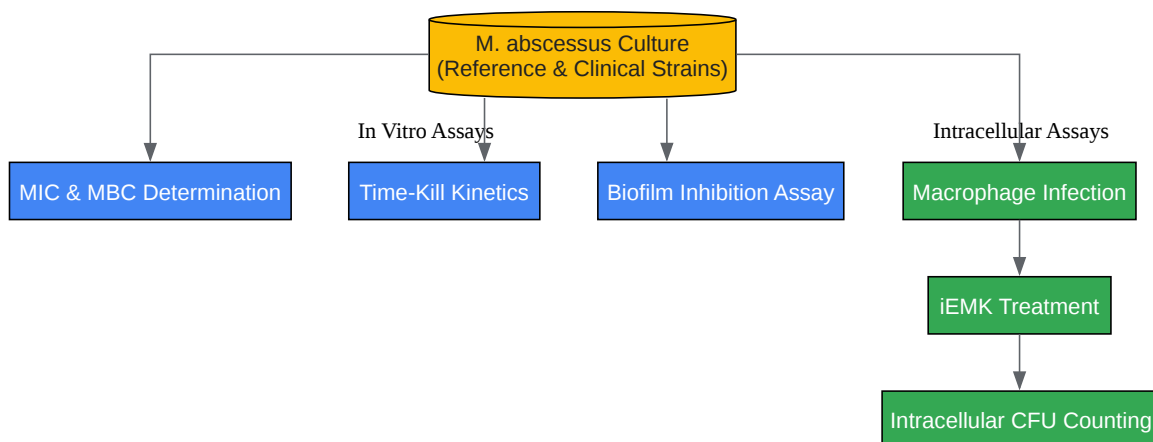 M. abscessus Culture
(Reference & Clinical Strains)
In Vitro Assays
Intracellular Assays
MIC & MBC Determination
Time-Kill Kinetics
Biofilm Inhibition Assay
Macrophage Infection
iEMK Treatment
Intracellular CFU Counting